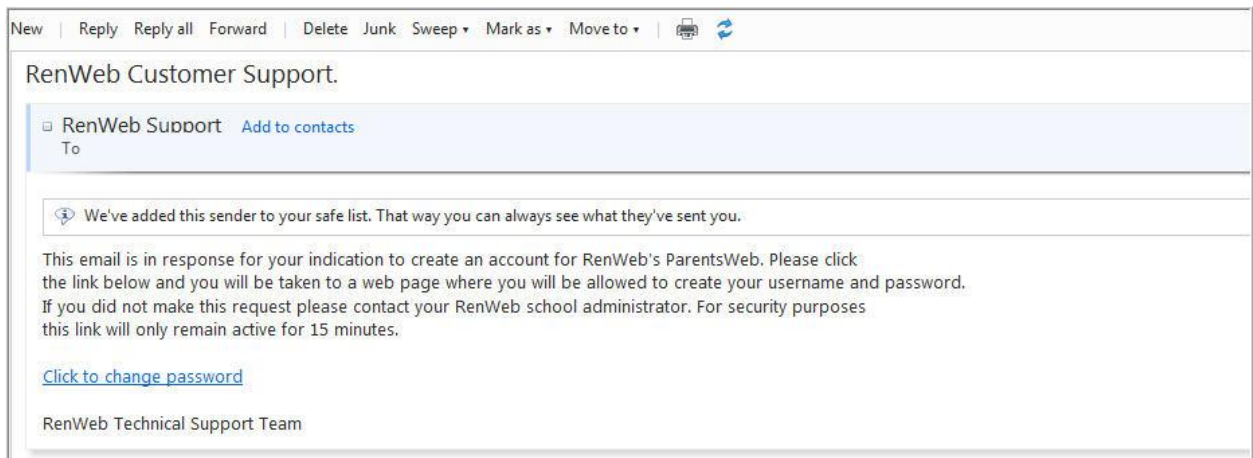 New | Reply Reply all Forward | Delete Junk Sweep Mark as Move to
RenWeb Customer Support.
RenWeb Support Add to contacts
To
We've added this sender to your safe list. That way you can always see what they've sent you.
This email is in response for your indication to create an account for RenWeb's ParentsWeb. Please click
the link below and you will be taken to a web page where you will be allowed to create your username and password.
If you did not make this request please contact your RenWeb school administrator. For security purposes
this link will only remain active for 15 minutes.
Click to change password
RenWeb Technical Support Team